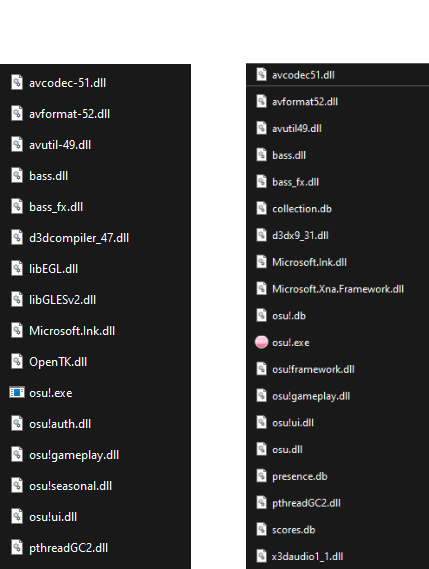 avcodec-51.dll
avformat-52.dll
avutil-49.dll
bass.dll
bass_fx.dll
d3dcompiler_47.dll
libEGL.dll
libGLESv2.dll
Microsoft.Ink.dll
OpenTK.dll
osu!.exe
osu!auth.dll
osu!gameplay.dll
osu!seasonal.dll
osu!ui.dll
pthreadGC2.dll
avcodec51.dll
avformat52.dll
avutil49.dll
bass.dll
bass_fx.dll
collection.db
d3dx9_31.dll
Microsoft.Ink.dll
Microsoft.Xna.Framework.dll
osu!.db
osu!.exe
osu!framework.dll
osu!gameplay.dll
osu!ui.dll
osu.dll
presence.db
pthreadGC2.dll
scores.db
x3daudio1_1.dll